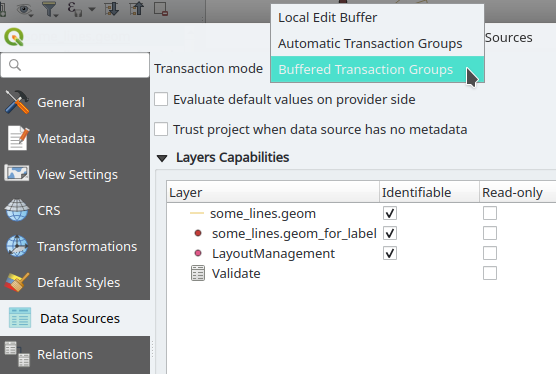 Local Edit Buffer
Sources
Automatic Transaction Groups
Transaction mode
Buffered Transaction Groups
Evaluate default values on provider side
General
Trust project when data source has no metadata
Metadata
Layers Capabilities
View Settings
Layer Identifiable Read-only
CRS
some_lines.geom
some_lines.geom_for_label
Transformations
LayoutManagement
Validate
Default Styles
Data Sources
Relations